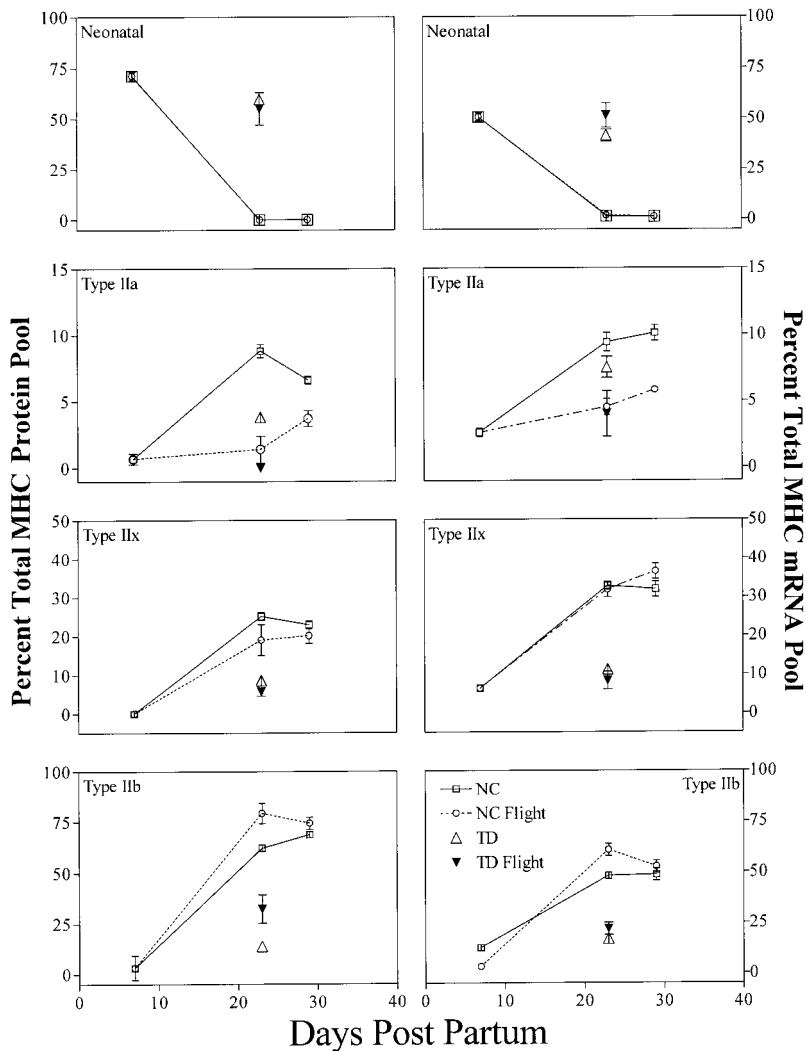 100
75
50
25
0
Neonatal
Neonatal
100
75
50
25
0
15
10
5
0
Type IIa
Type IIa
15
10
5
0
Percent Total MHC Protein Pool
Percent Total MHC mRNA Pool
50
40
30
20
10
0
Type IIx
Type IIx
50
40
30
20
10
0
100
75
50
25
0
Type IIb
Type IIb
NC
NC Flight
TD
TD Flight
100
75
50
25
0
0 10 20 30 40
0 10 20 30 40
Days Post Partum